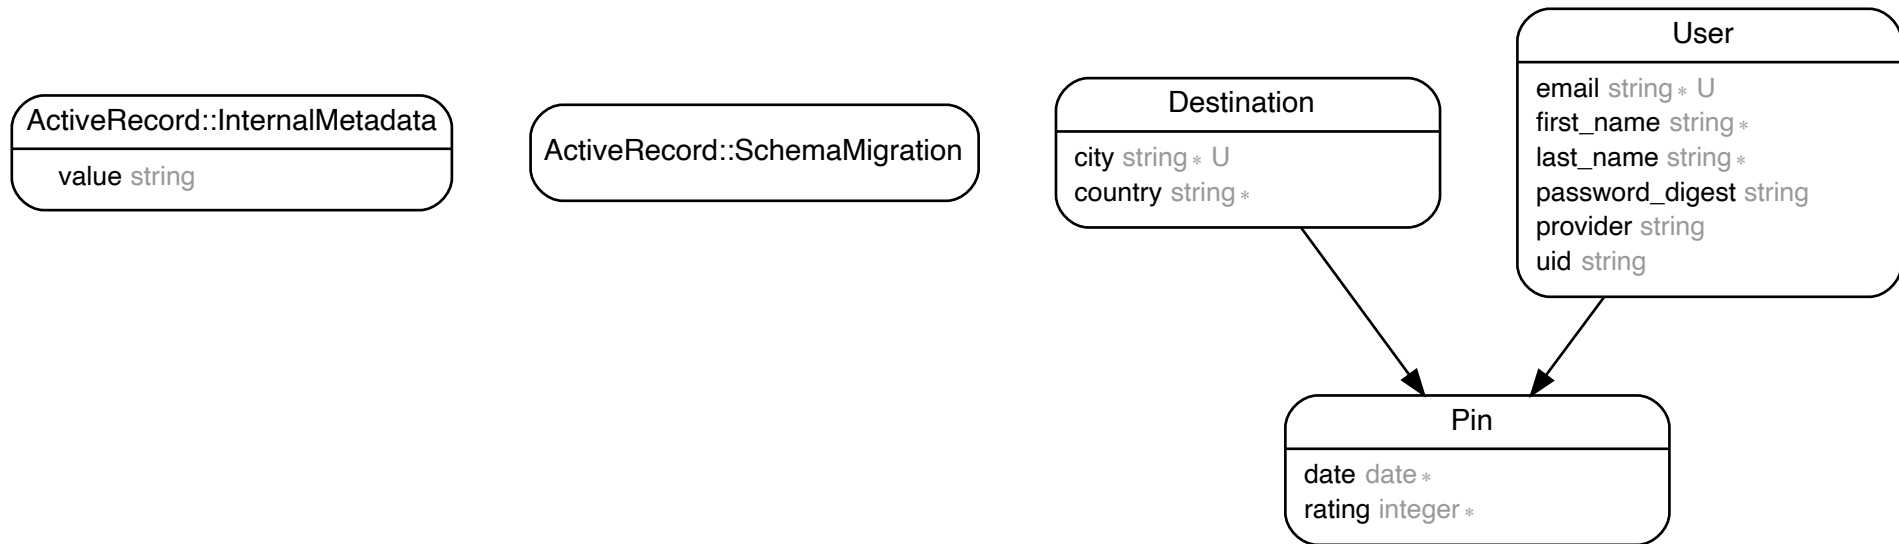 ActiveRecord::InternalMetadata
value string
ActiveRecord::SchemaMigration
Destination
city string * U
country string *
User
email string * U
first_name string *
last_name string *
password_digest string
provider string
uid string
Pin
date date *
rating integer *